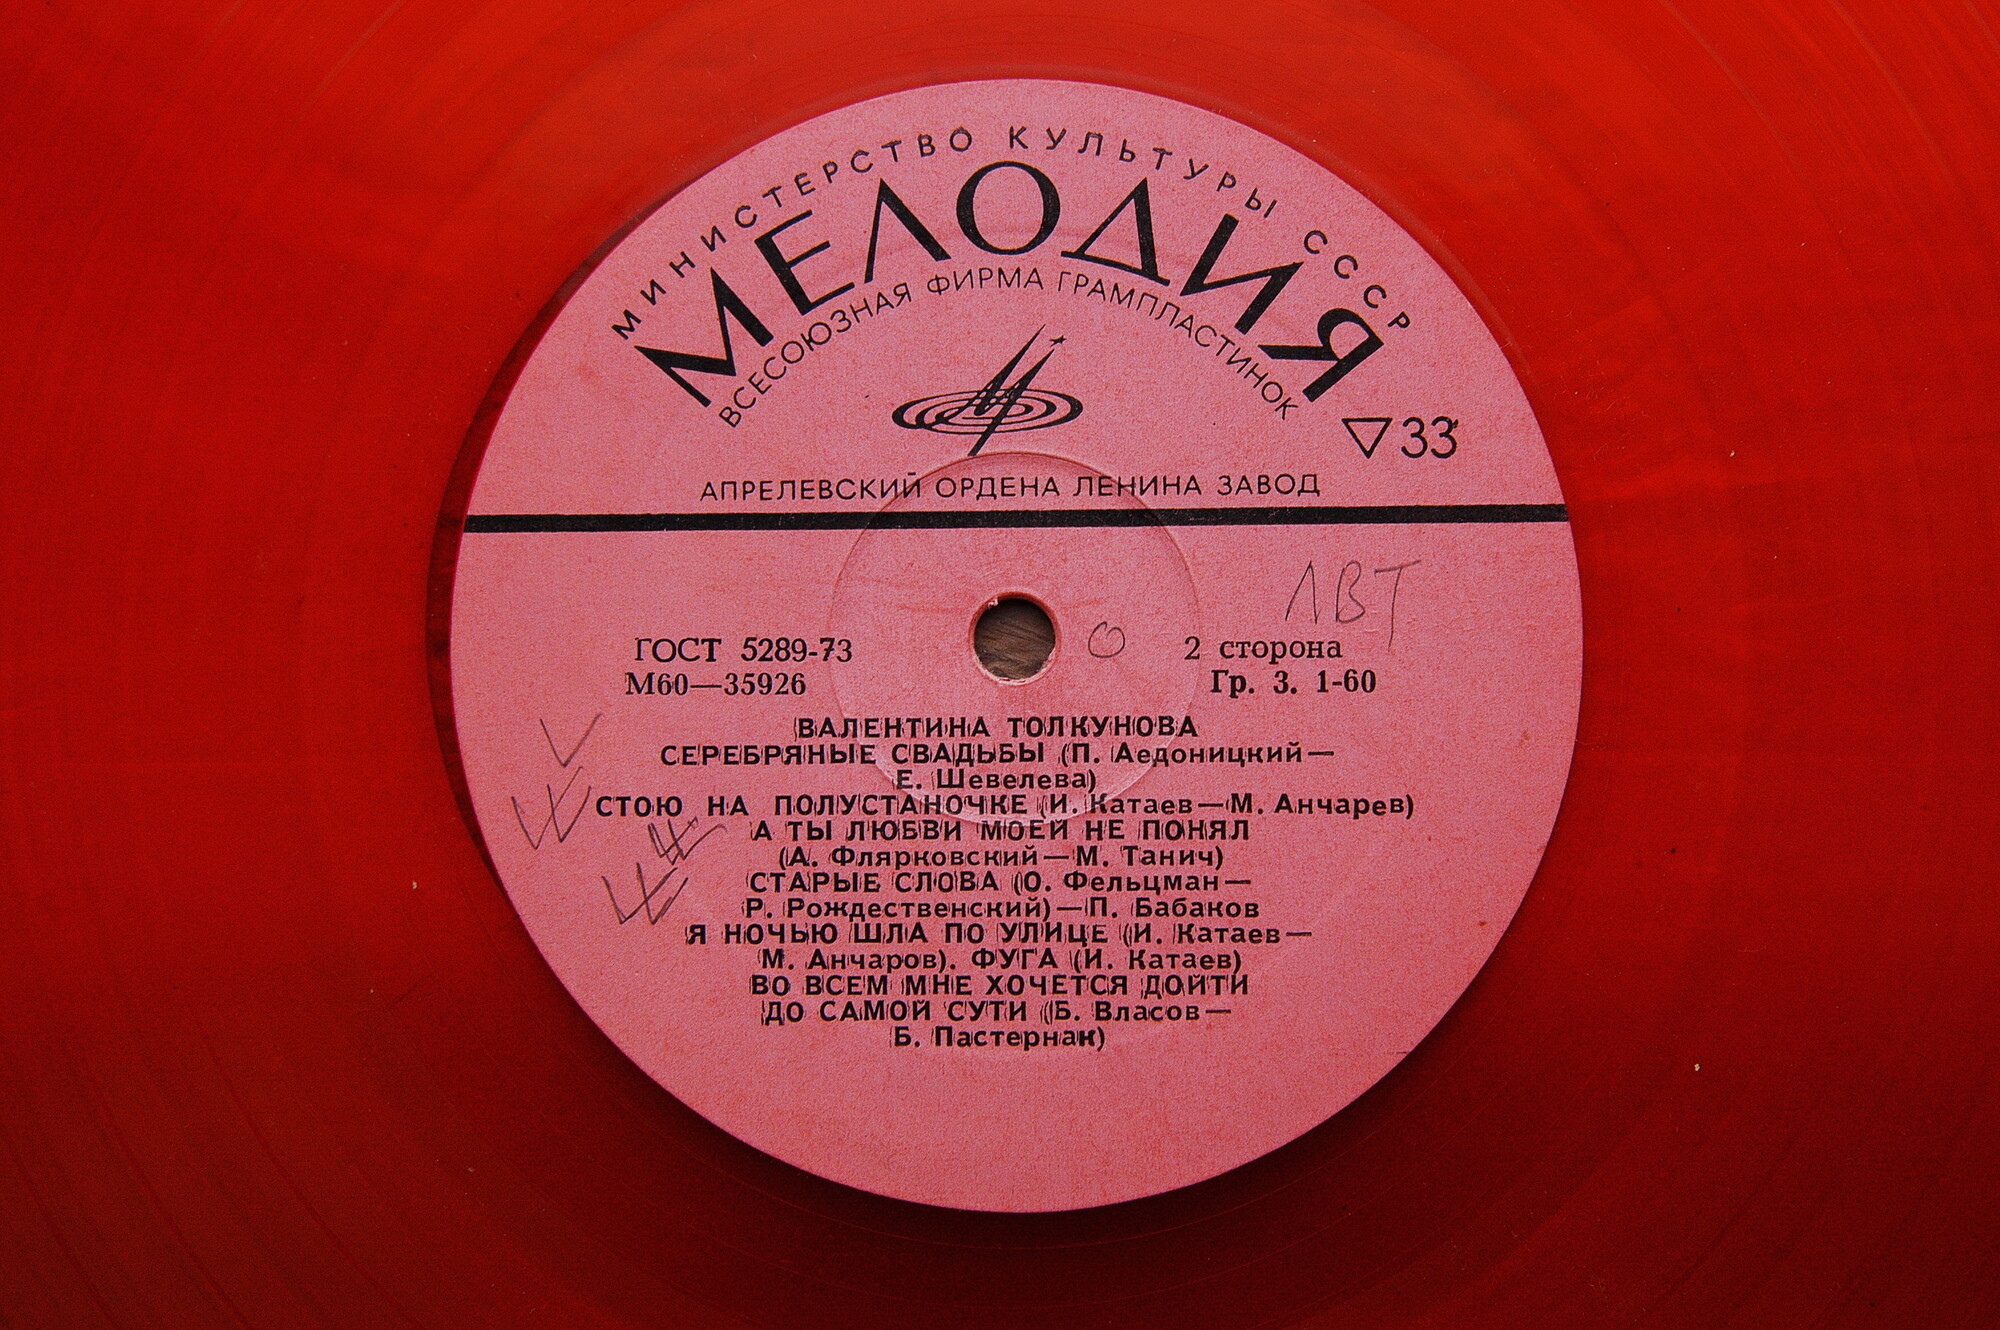 МИНИСТЕРСТВО КУЛЬТУРЫ СССР
МЕЛОДИЯ
ВСЕСОЮЗНАЯ ФИРМА ГРАМПЛАСТИНОК
▽33
АПРЕЛЕВСКИЙ ОРДЕНА ЛЕНИНА ЗАВОД
ЛВТ
ГОСТ 5289-73 2 сторона
М60—35926 Гр. 3. 1-60
ВАЛЕНТИНА ТОЛКУНОВА
СЕРЕБРЯНЫЕ СВАДЬБЫ (П. Аедоницкий—
Е. Шевелева)
СТОЮ НА ПОЛУСТАНОЧКЕ (И. Катаев—М. Анчарев)
А ТЫ ЛЮБВИ МОЕЙ НЕ ПОНЯЛ
(А. Флярковский—М. Танич)
СТАРЫЕ СЛОВА (О. Фельцман—
Р. Рождественский)—П. Бабаков
Я НОЧЬЮ ШЛА ПО УЛИЦЕ (И. Катаев—
М. Анчаров). ФУГА (И. Катаев)
ВО ВСЕМ МНЕ ХОЧЕТСЯ ДОЙТИ
ДО САМОЙ СУТИ (Б. Власов—
Б. Пастернак)